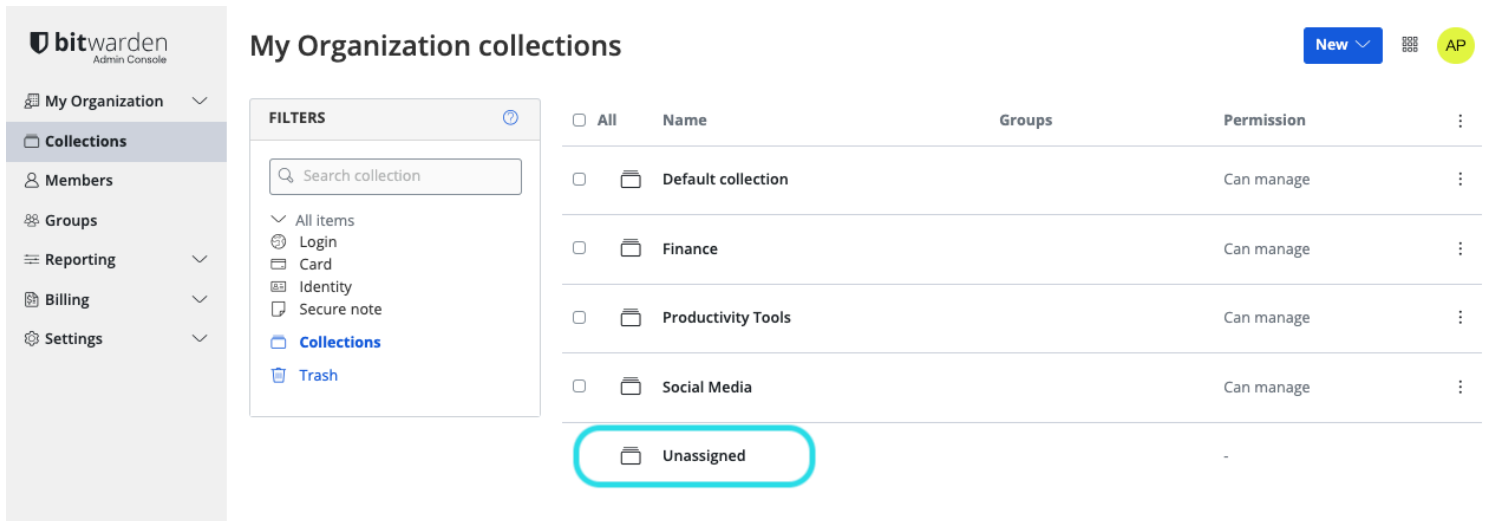 bitwarden
Admin Console
My Organization
Collections
Members
Groups
Reporting
Billing
Settings
My Organization collections
New
AP
FILTERS
Search collection
All items
Login
Card
Identity
Secure note
Collections
Trash
All Name Groups Permission
Default collection Can manage
Finance Can manage
Productivity Tools Can manage
Social Media Can manage
Unassigned -